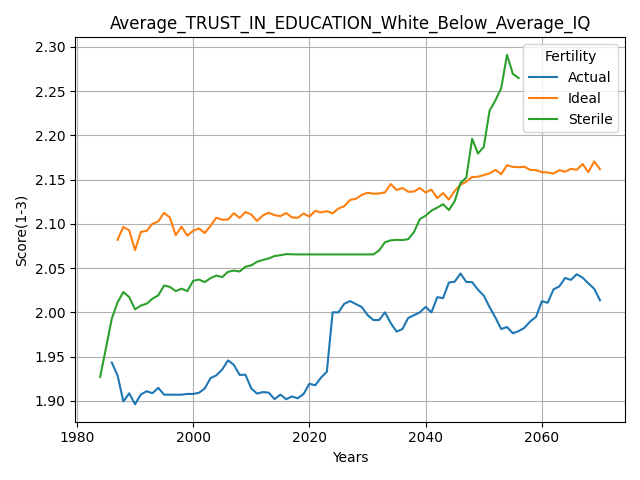 Average_TRUST_IN_EDUCATION_White_Below_Average_IQ
Score(1-3)
2.30
2.25
2.20
2.15
2.10
2.05
2.00
1.95
1.90
Fertility
Actual
Ideal
Sterile
1980
2000
2020
2040
2060
Years